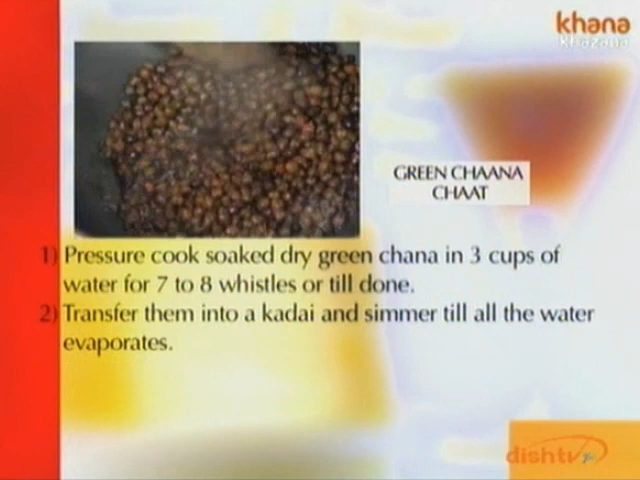 khana
khazana
GREEN CHAANA
CHAAT
1) Pressure cook soaked dry green chana in 3 cups of
water for 7 to 8 whistles or till done.
2) Transfer them into a kadai and simmer till all the water
evaporates.
dishtv